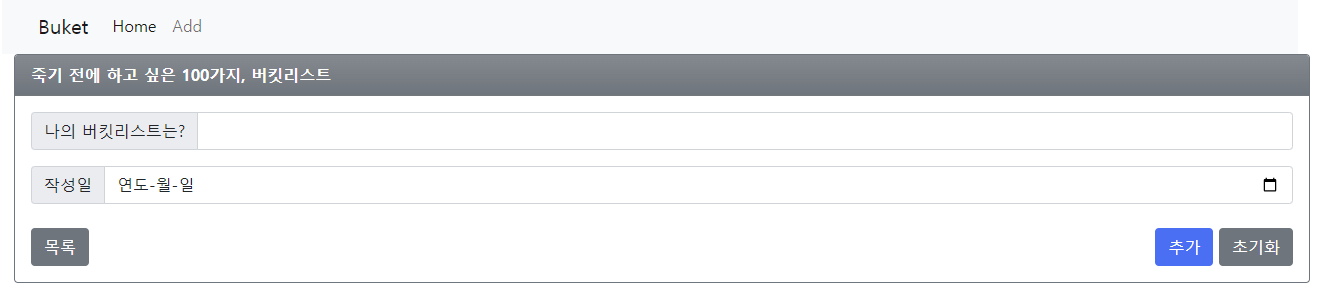 Buket Home Add
죽기 전에 하고 싶은 100가지, 버킷리스트
나의 버킷리스트는?
작성일 연도-월-일
목록 추가 초기화